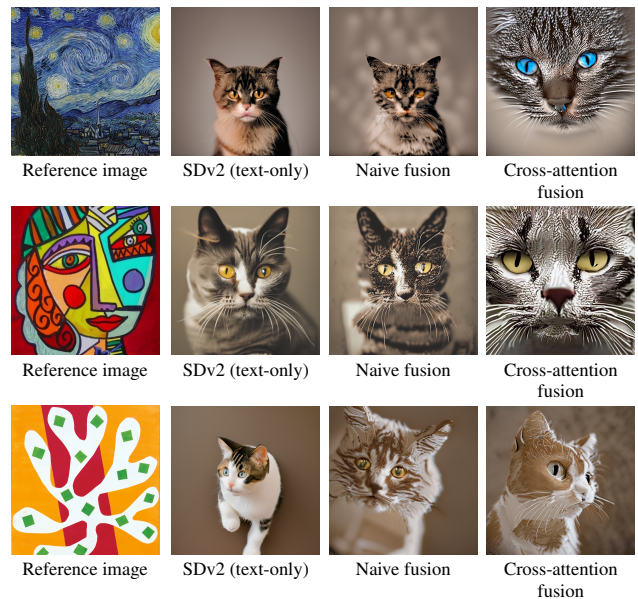 Reference image
SDv2 (text-only)
Naive fusion
Cross-attention
fusion
Reference image
SDv2 (text-only)
Naive fusion
Cross-attention
fusion
Reference image
SDv2 (text-only)
Naive fusion
Cross-attention
fusion